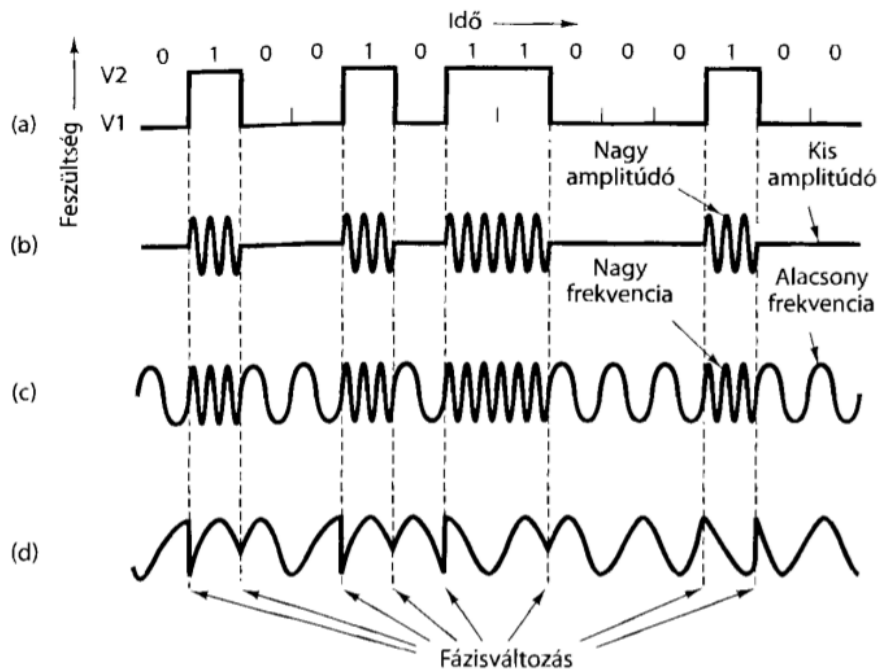 Idő
0 1 0 0 1 0 1 1 0 0 0 1 0 0
V2
(a)
V1
Feszültség
Nagy
amplitúdó
Kis
amplitúdó
(b)
Nagy
frekvencia
Alacsony
frekvencia
(c)
(d)
Fázisváltozás